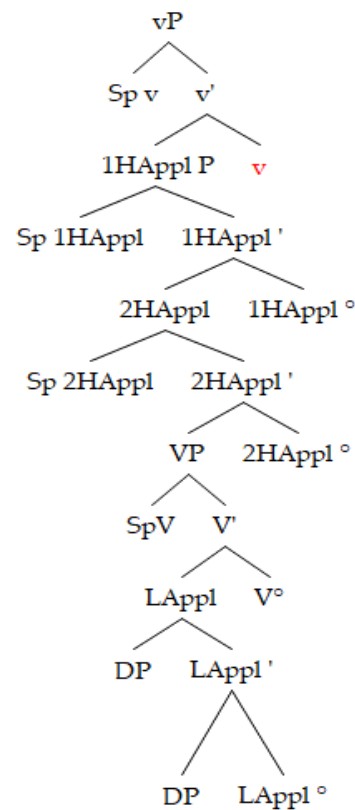 vP
Sp v v'
1HAppl P v
Sp 1HAppl 1HAppl '
2HAppl 1HAppl °
Sp 2HAppl 2HAppl '
VP 2HAppl °
SpV V'
LAppl V°
DP LAppl '
DP LAppl °